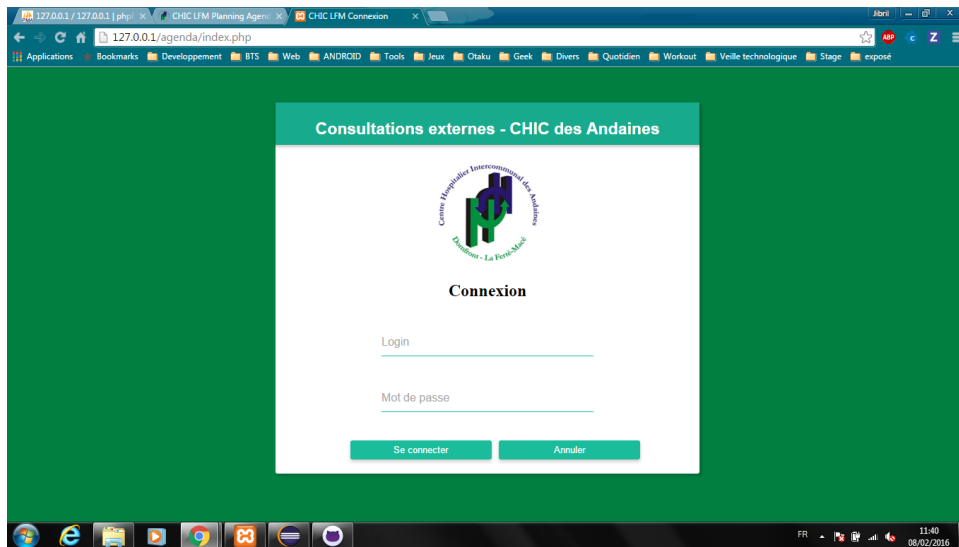 127.0.0.1 / 127.0.0.1 | phpl
CHIC LFM Planning Agend
CHIC LFM Connexion
Jibril
127.0.0.1/agenda/index.php
ABP
C
Z
Applications
Bookmarks
Developpement
BTS
Web
ANDROID
Tools
Jeux
Otaku
Geek
Divers
Quotidien
Workout
Veille technologique
Stage
exposé
Consultations externes - CHIC des Andaines
Centre Hospitalier Intercommunal des Andaines
Domfront - La Ferté-Macé
Connexion
Login
Mot de passe
Se connecter
Annuler
FR
11:40
08/02/2016